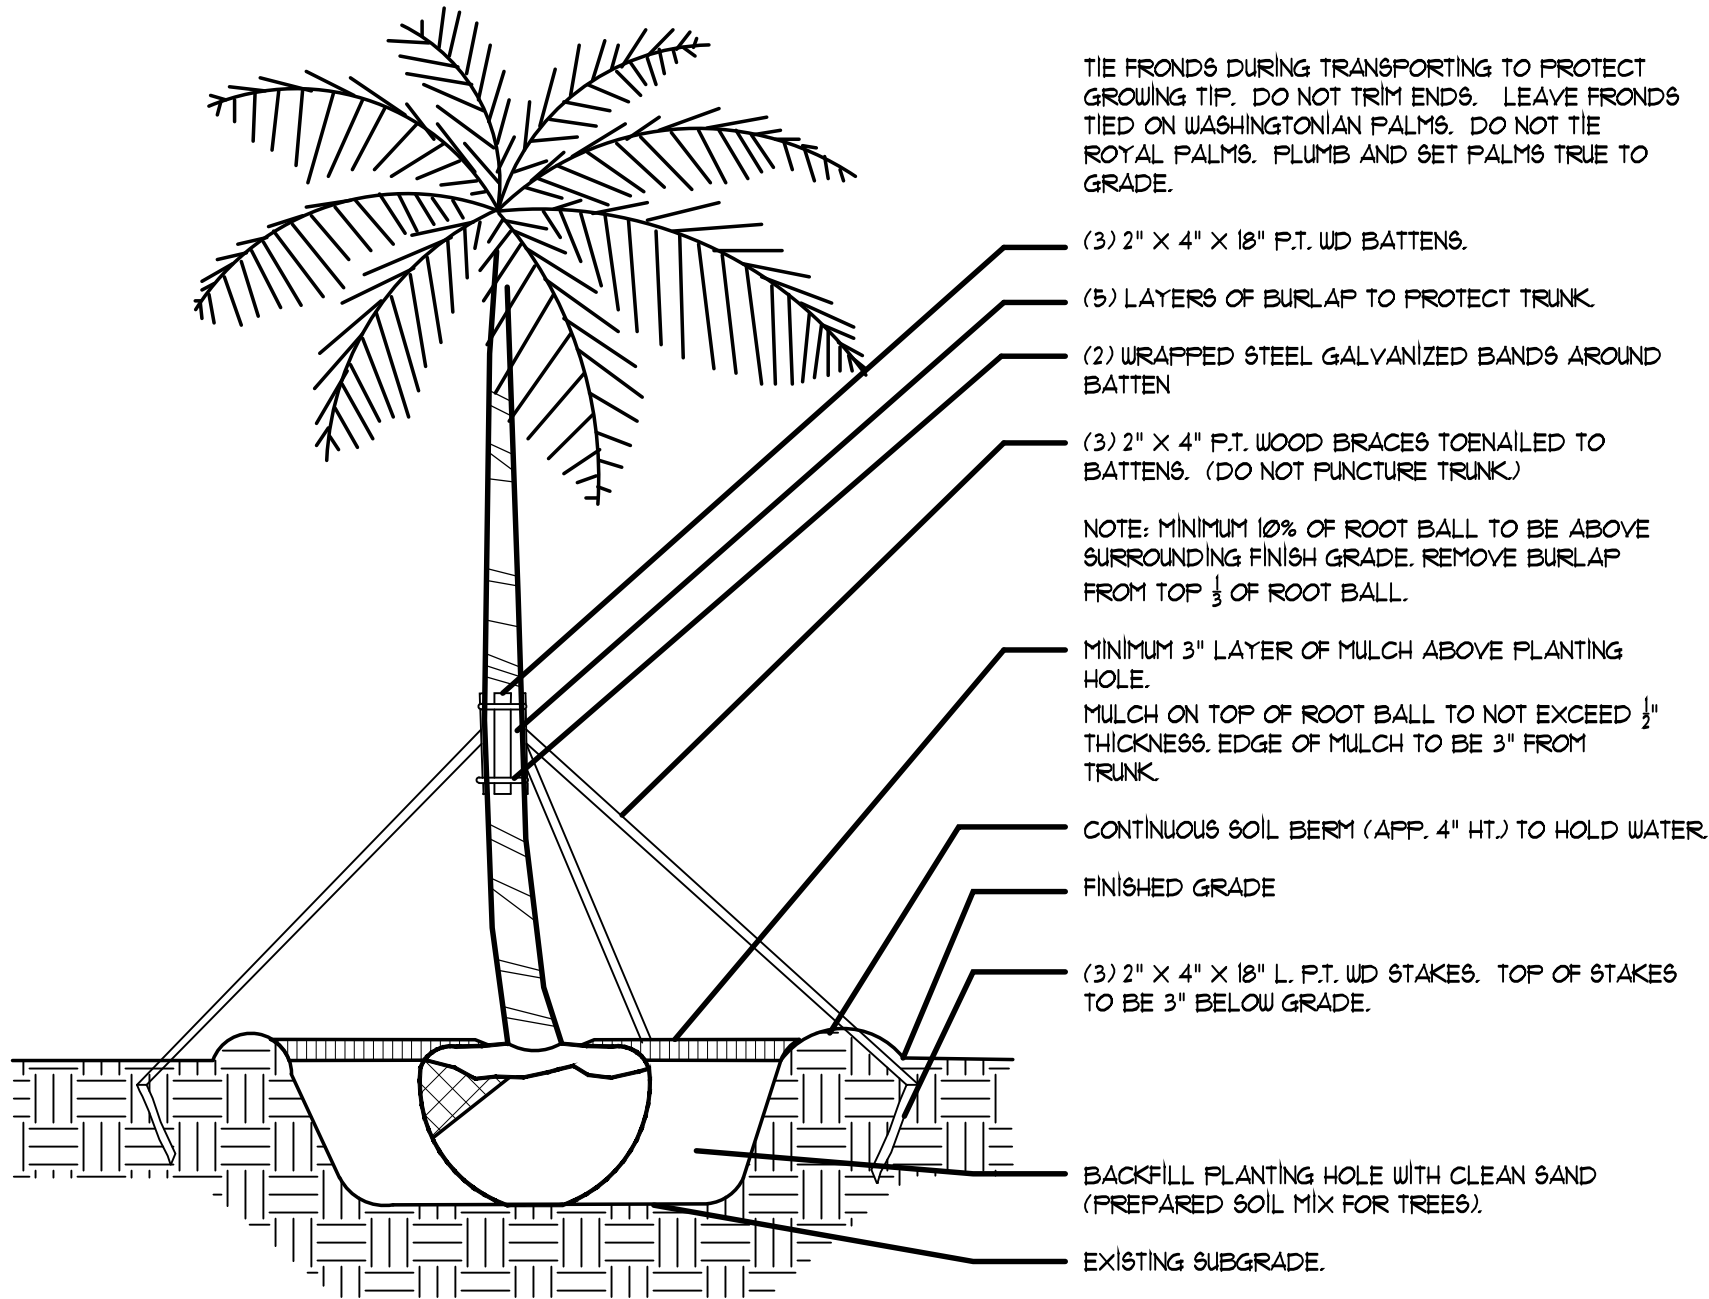 TIE FRONDS DURING TRANSPORTING TO PROTECT
GROWING TIP. DO NOT TRIM ENDS. LEAVE FRONDS
TIED ON WASHINGTONIAN PALMS. DO NOT TIE
ROYAL PALMS. PLUMB AND SET PALMS TRUE TO
GRADE.
(3) 2" X 4" X 18" P.T. WD BATTENS.
(5) LAYERS OF BURLAP TO PROTECT TRUNK.
(2) WRAPPED STEEL GALVANIZED BANDS AROUND
BATTEN
(3) 2" X 4" P.T. WOOD BRACES TOENAILED TO
BATTENS. (DO NOT PUNCTURE TRUNK.)
NOTE: MINIMUM 10% OF ROOT BALL TO BE ABOVE
SURROUNDING FINISH GRADE. REMOVE BURLAP
FROM TOP 1/3 OF ROOT BALL.
MINIMUM 3" LAYER OF MULCH ABOVE PLANTING
HOLE.
MULCH ON TOP OF ROOT BALL TO NOT EXCEED 1/2"
THICKNESS. EDGE OF MULCH TO BE 3" FROM
TRUNK.
CONTINUOUS SOIL BERM (APP. 4" HT.) TO HOLD WATER.
FINISHED GRADE
(3) 2" X 4" X 18" L. P.T. WD STAKES. TOP OF STAKES
TO BE 3" BELOW GRADE.
BACKFILL PLANTING HOLE WITH CLEAN SAND
(PREPARED SOIL MIX FOR TREES).
EXISTING SUBGRADE.